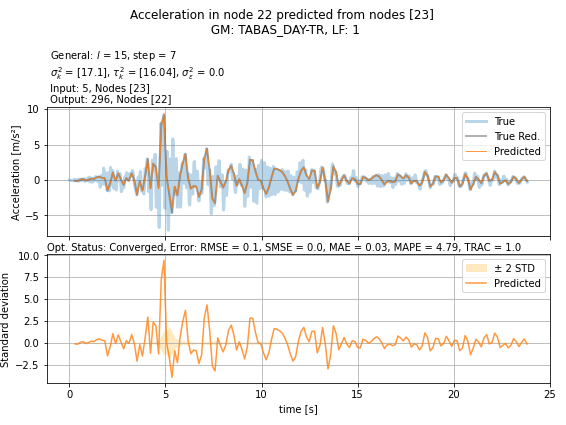 Acceleration in node 22 predicted from nodes [23]
GM: TABAS_DAY-TR, LF: 1
General: l = 15, step = 7
σ²ₖ = [17.1], τ²ₖ = [16.04], σ²_ε = 0.0
Input: 5, Nodes [23]
Output: 296, Nodes [22]
10
5
0
−5
Acceleration [m/s²]
True
True Red.
Predicted
Opt. Status: Converged, Error: RMSE = 0.1, SMSE = 0.0, MAE = 0.03, MAPE = 4.79, TRAC = 1.0
10.0
7.5
5.0
2.5
0.0
−2.5
Standard deviation
± 2 STD
Predicted
0 5 10 15 20 25
time [s]